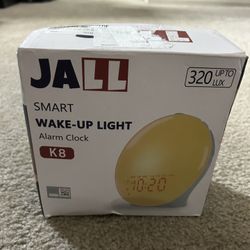 JALL
320 UP TO
LUX
SMART
WAKE-UP LIGHT
Alarm Clock
K8
10:20